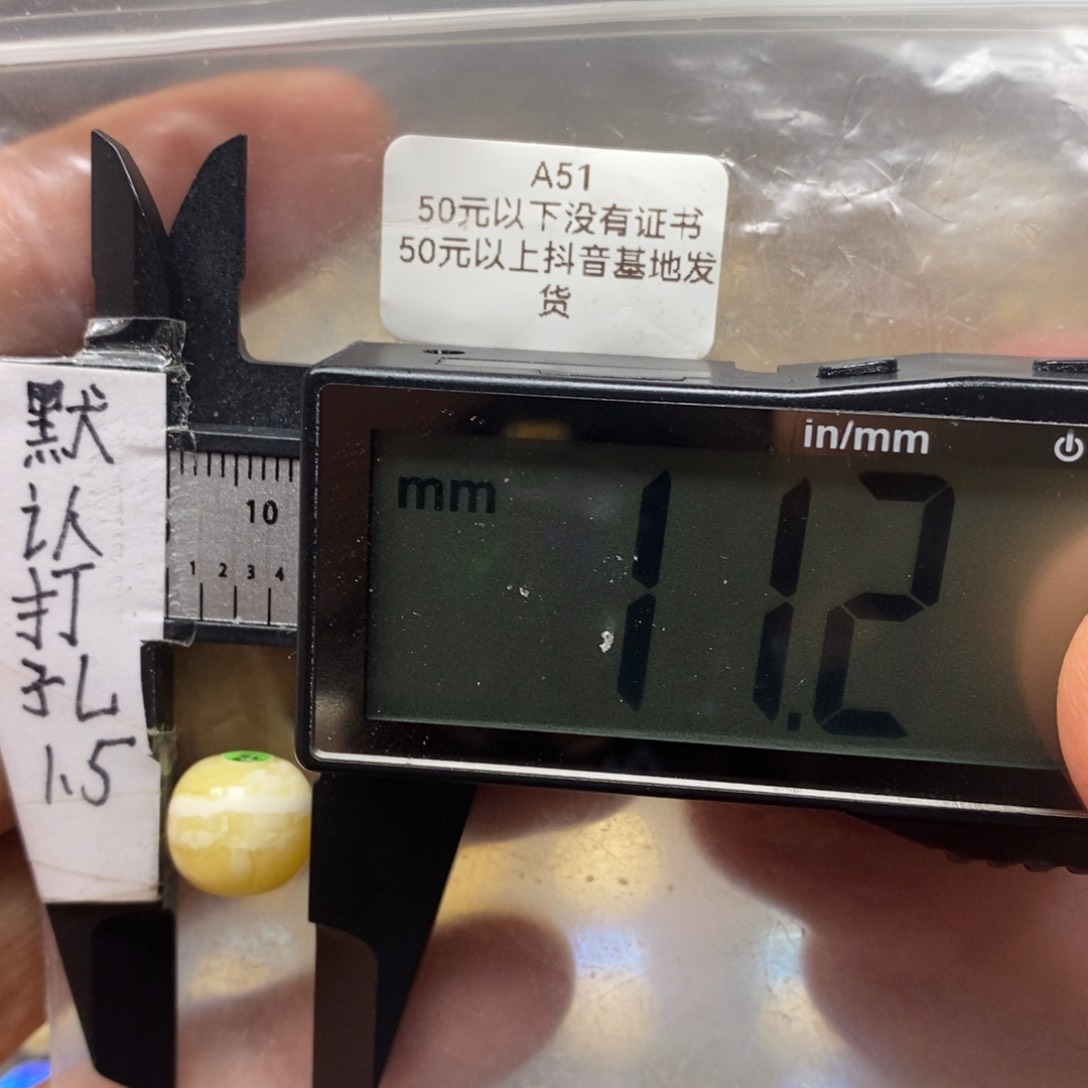 A51
50元以下没有证书
50元以上抖音基地发
货
默
认
打
孔
1.5
in/mm
mm
11.2
10
1 2 3 4